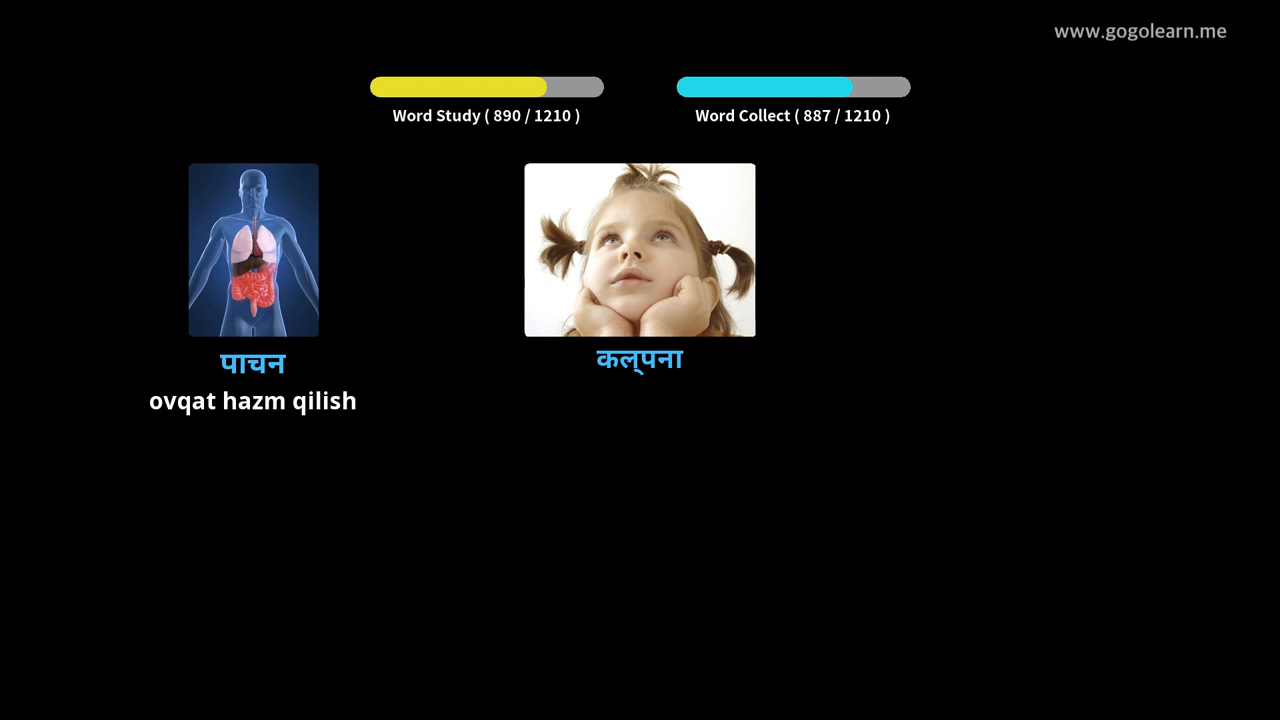 www.gogolearn.me
Word Study ( 890 / 1210 )
Word Collect ( 887 / 1210 )
पाचन
ovqat hazm qilish
कल्पना